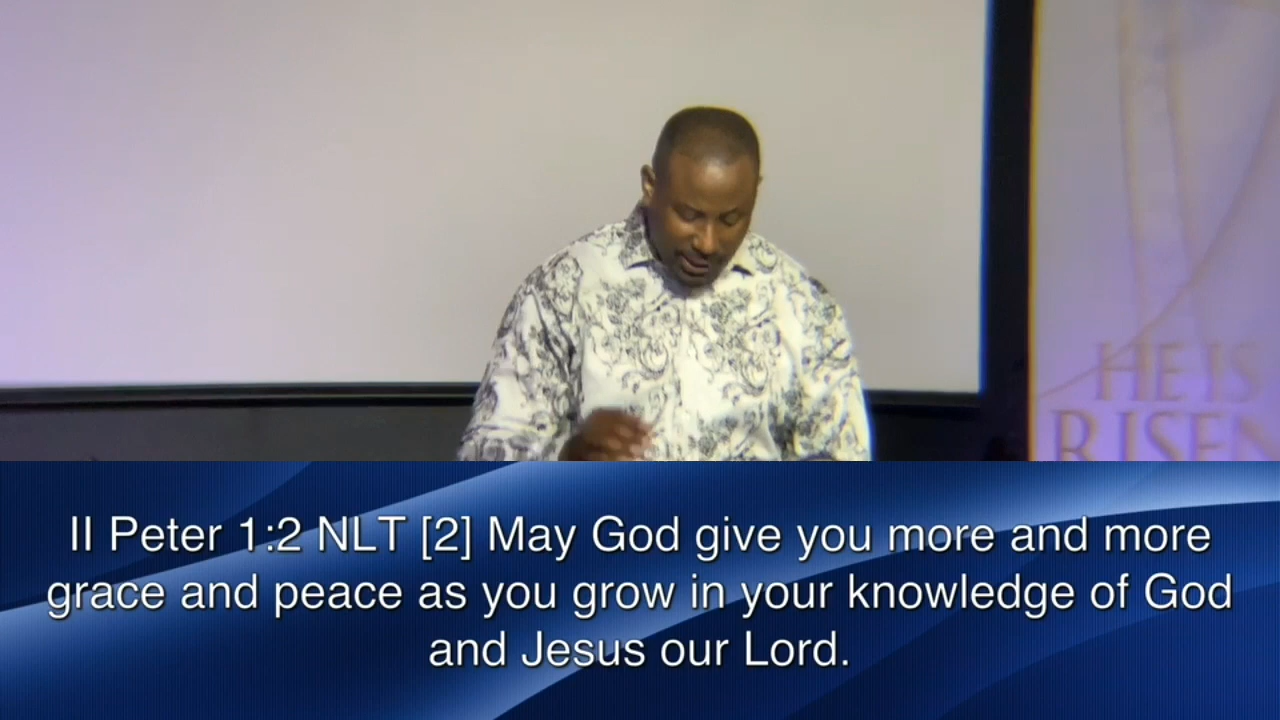 HE IS
RISEN
II Peter 1:2 NLT [2] May God give you more and more
grace and peace as you grow in your knowledge of God
and Jesus our Lord.